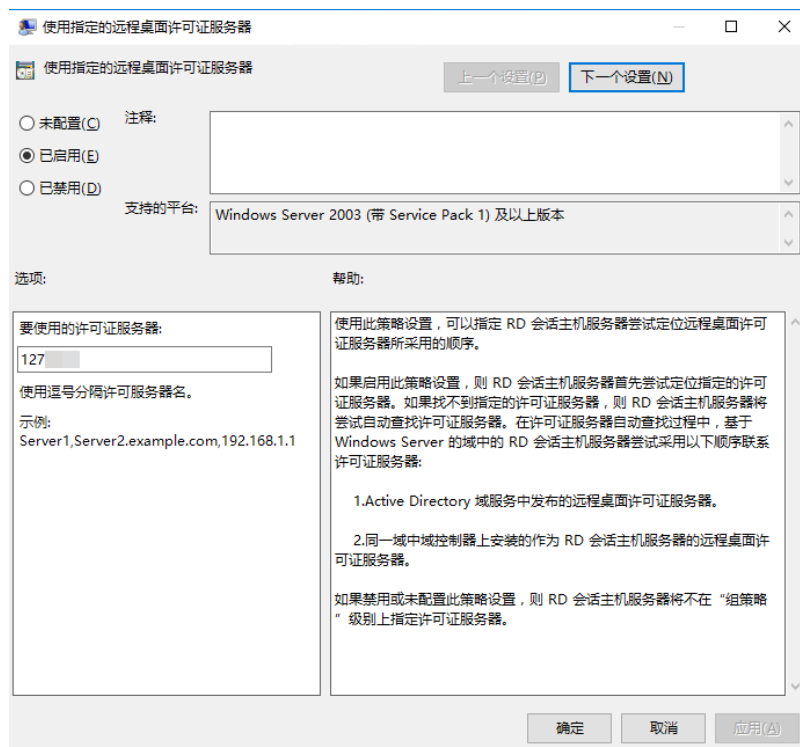 使用指定的远程桌面许可证服务器
使用指定的远程桌面许可证服务器
上一个设置(P)
下一个设置(N)
未配置(C)
注释:
已启用(E)
已禁用(D)
支持的平台:
Windows Server 2003 (带 Service Pack 1) 及以上版本
选项:
帮助:
要使用的许可证服务器:
127
使用逗号分隔许可服务器名。
示例:
Server1,Server2.example.com,192.168.1.1
使用此策略设置，可以指定 RD 会话主机服务器尝试定位远程桌面许可
证服务器所采用的顺序。
如果启用此策略设置，则 RD 会话主机服务器首先尝试定位指定的许可
证服务器。如果找不到指定的许可证服务器，则 RD 会话主机服务器将
尝试自动查找许可证服务器。在许可证服务器自动查找过程中，基于
Windows Server 的域中的 RD 会话主机服务器尝试采用以下顺序联系
许可证服务器:
1.Active Directory 域服务中发布的远程桌面许可证服务器。
2.同一域中域控制器上安装的作为 RD 会话主机服务器的远程桌面许
可证服务器。
如果禁用或未配置此策略设置，则 RD 会话主机服务器将不在“组策略
”级别上指定许可证服务器。
确定
取消
应用(A)